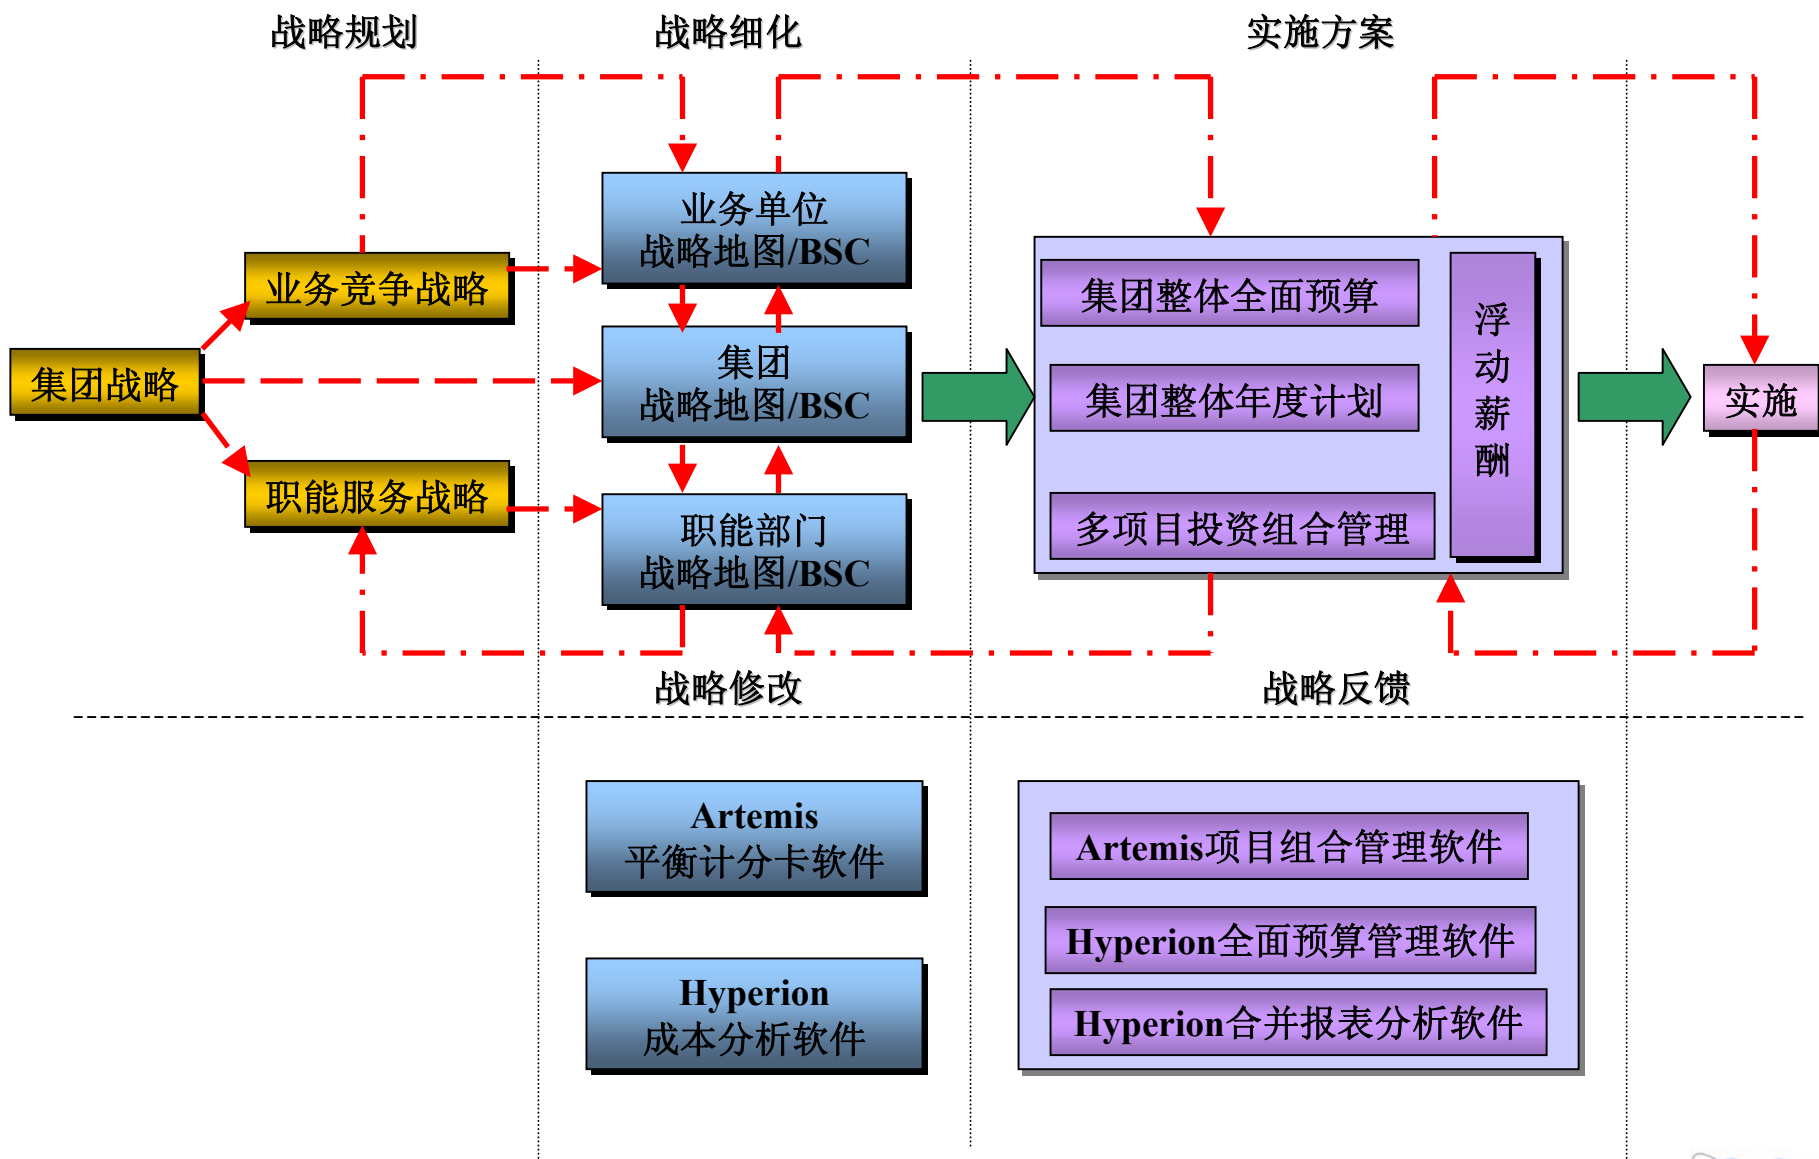 战略规划
战略细化
实施方案
业务单位
战略地图/BSC
业务竞争战略
集团整体全面预算
浮
动
薪
酬
集团战略
集团
战略地图/BSC
集团整体年度计划
实施
职能服务战略
职能部门
战略地图/BSC
多项目投资组合管理
战略修改
战略反馈
Artemis
平衡计分卡软件
Artemis项目组合管理软件
Hyperion全面预算管理软件
Hyperion
成本分析软件
Hyperion合并报表分析软件